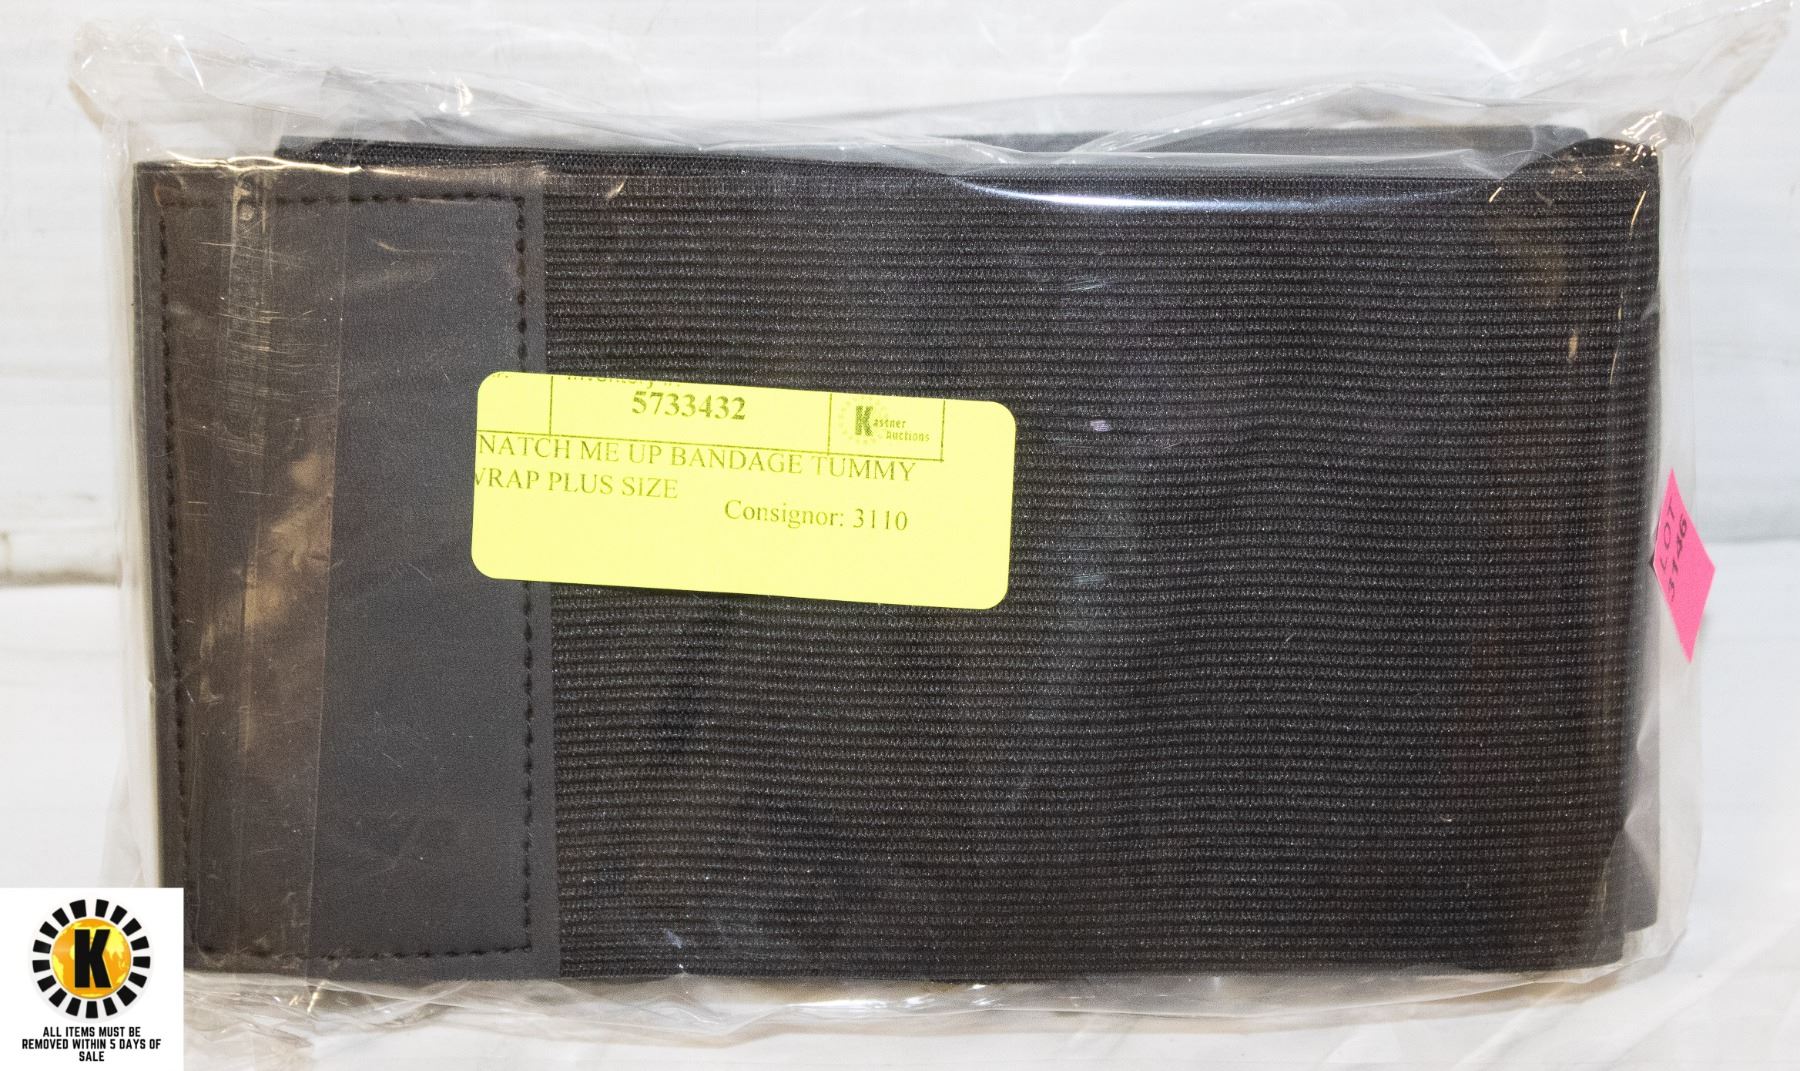 5733432
Kastner
Auctions
NATCH ME UP BANDAGE TUMMY
WRAP PLUS SIZE
Consignor: 3110
LOT
3146
K
ALL ITEMS MUST BE
REMOVED WITHIN 5 DAYS OF
SALE